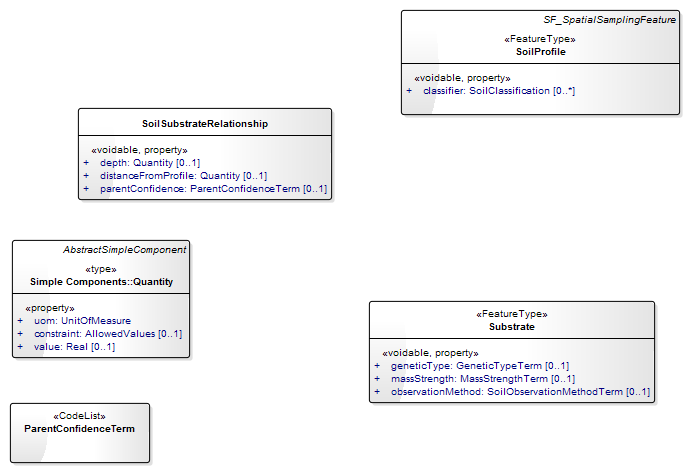 SF_SpatialSamplingFeature
«FeatureType»
SoilProfile
«voidable, property»
+ classifier: SoilClassification [0..*]
SoilSubstrateRelationship
«voidable, property»
+ depth: Quantity [0..1]
+ distanceFromProfile: Quantity [0..1]
+ parentConfidence: ParentConfidenceTerm [0..1]
AbstractSimpleComponent
«type»
Simple Components::Quantity
«property»
+ uom: UnitOfMeasure
+ constraint: AllowedValues [0..1]
+ value: Real [0..1]
«FeatureType»
Substrate
«voidable, property»
+ geneticType: GeneticTypeTerm [0..1]
+ massStrength: MassStrengthTerm [0..1]
+ observationMethod: SoilObservationMethodTerm [0..1]
«CodeList»
ParentConfidenceTerm